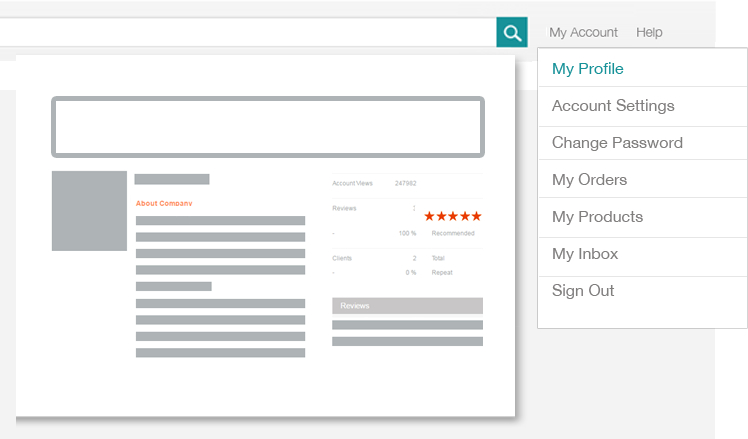 My Account Help
My Profile
Account Settings
Change Password
My Orders
My Products
My Inbox
Sign Out
About Company
Account Views 247982
Reviews :
- 100 % Recommended
Clients 2 Total
- 0 % Repeat
Reviews